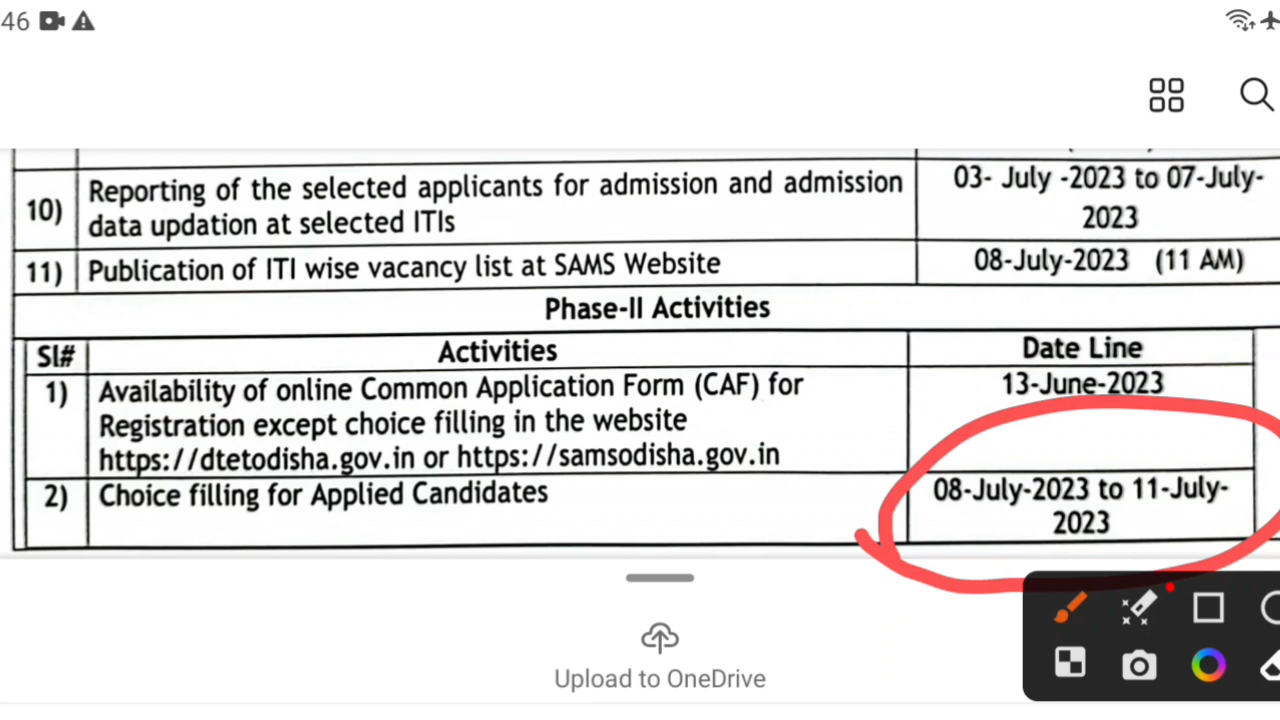 46
10) Reporting of the selected applicants for admission and admission
data updation at selected ITIs
03- July -2023 to 07-July-
2023
11) Publication of ITI wise vacancy list at SAMS Website
08-July-2023 (11 AM)
Phase-II Activities
Sl# Activities Date Line
1) Availability of online Common Application Form (CAF) for
Registration except choice filling in the website
https://dtetodisha.gov.in or https://samsodisha.gov.in
13-June-2023
2) Choice filling for Applied Candidates
08-July-2023 to 11-July-
2023
Upload to OneDrive